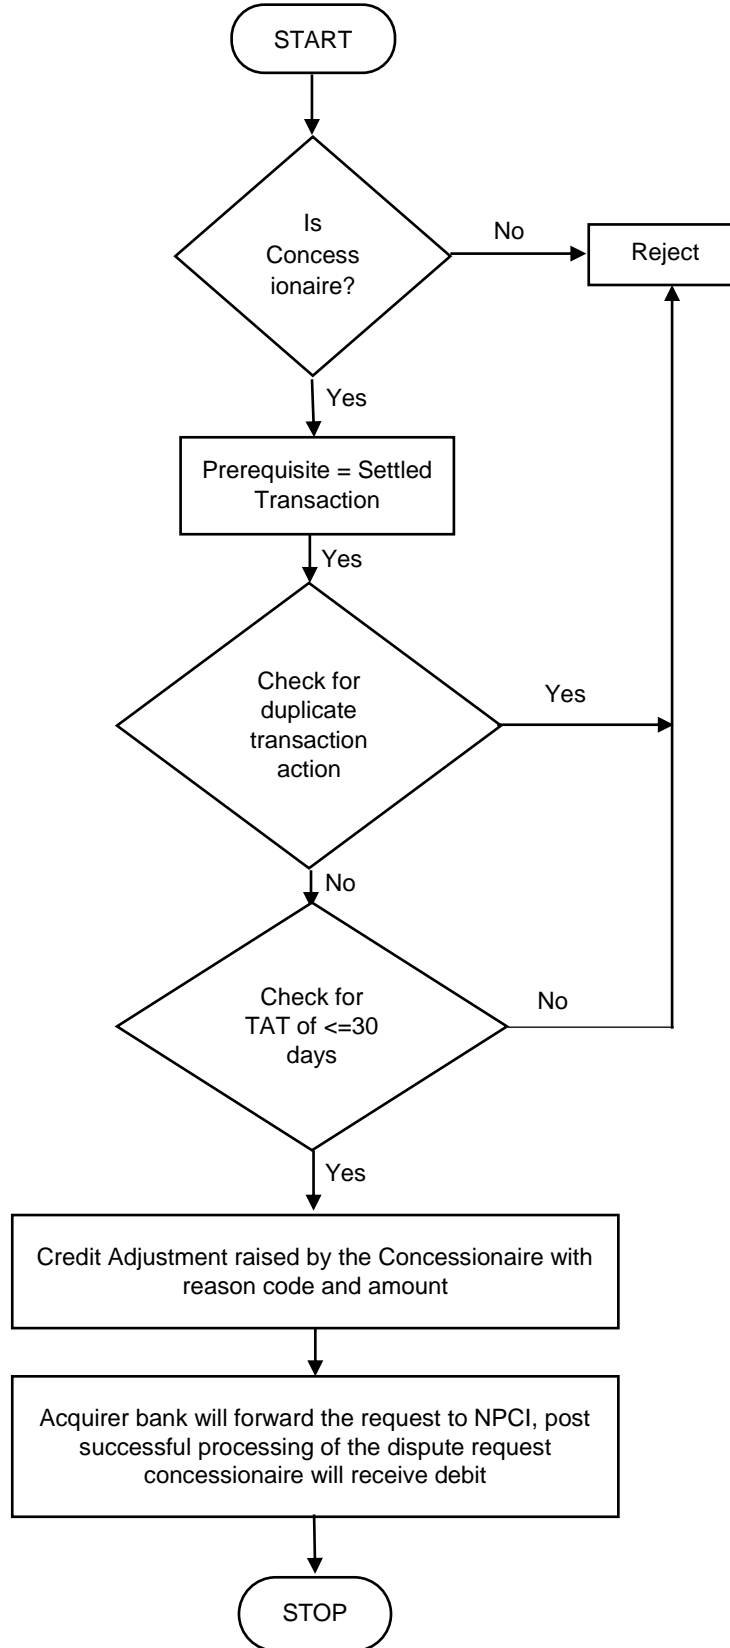 START
Is
Concess
ionaire?
No
Reject
Yes
Prerequisite = Settled
Transaction
Yes
Check for
duplicate
transaction
action
Yes
No
Check for
TAT of <=30
days
No
Yes
Credit Adjustment raised by the Concessionaire with
reason code and amount
Acquirer bank will forward the request to NPCI, post
successful processing of the dispute request
concessionaire will receive debit
STOP